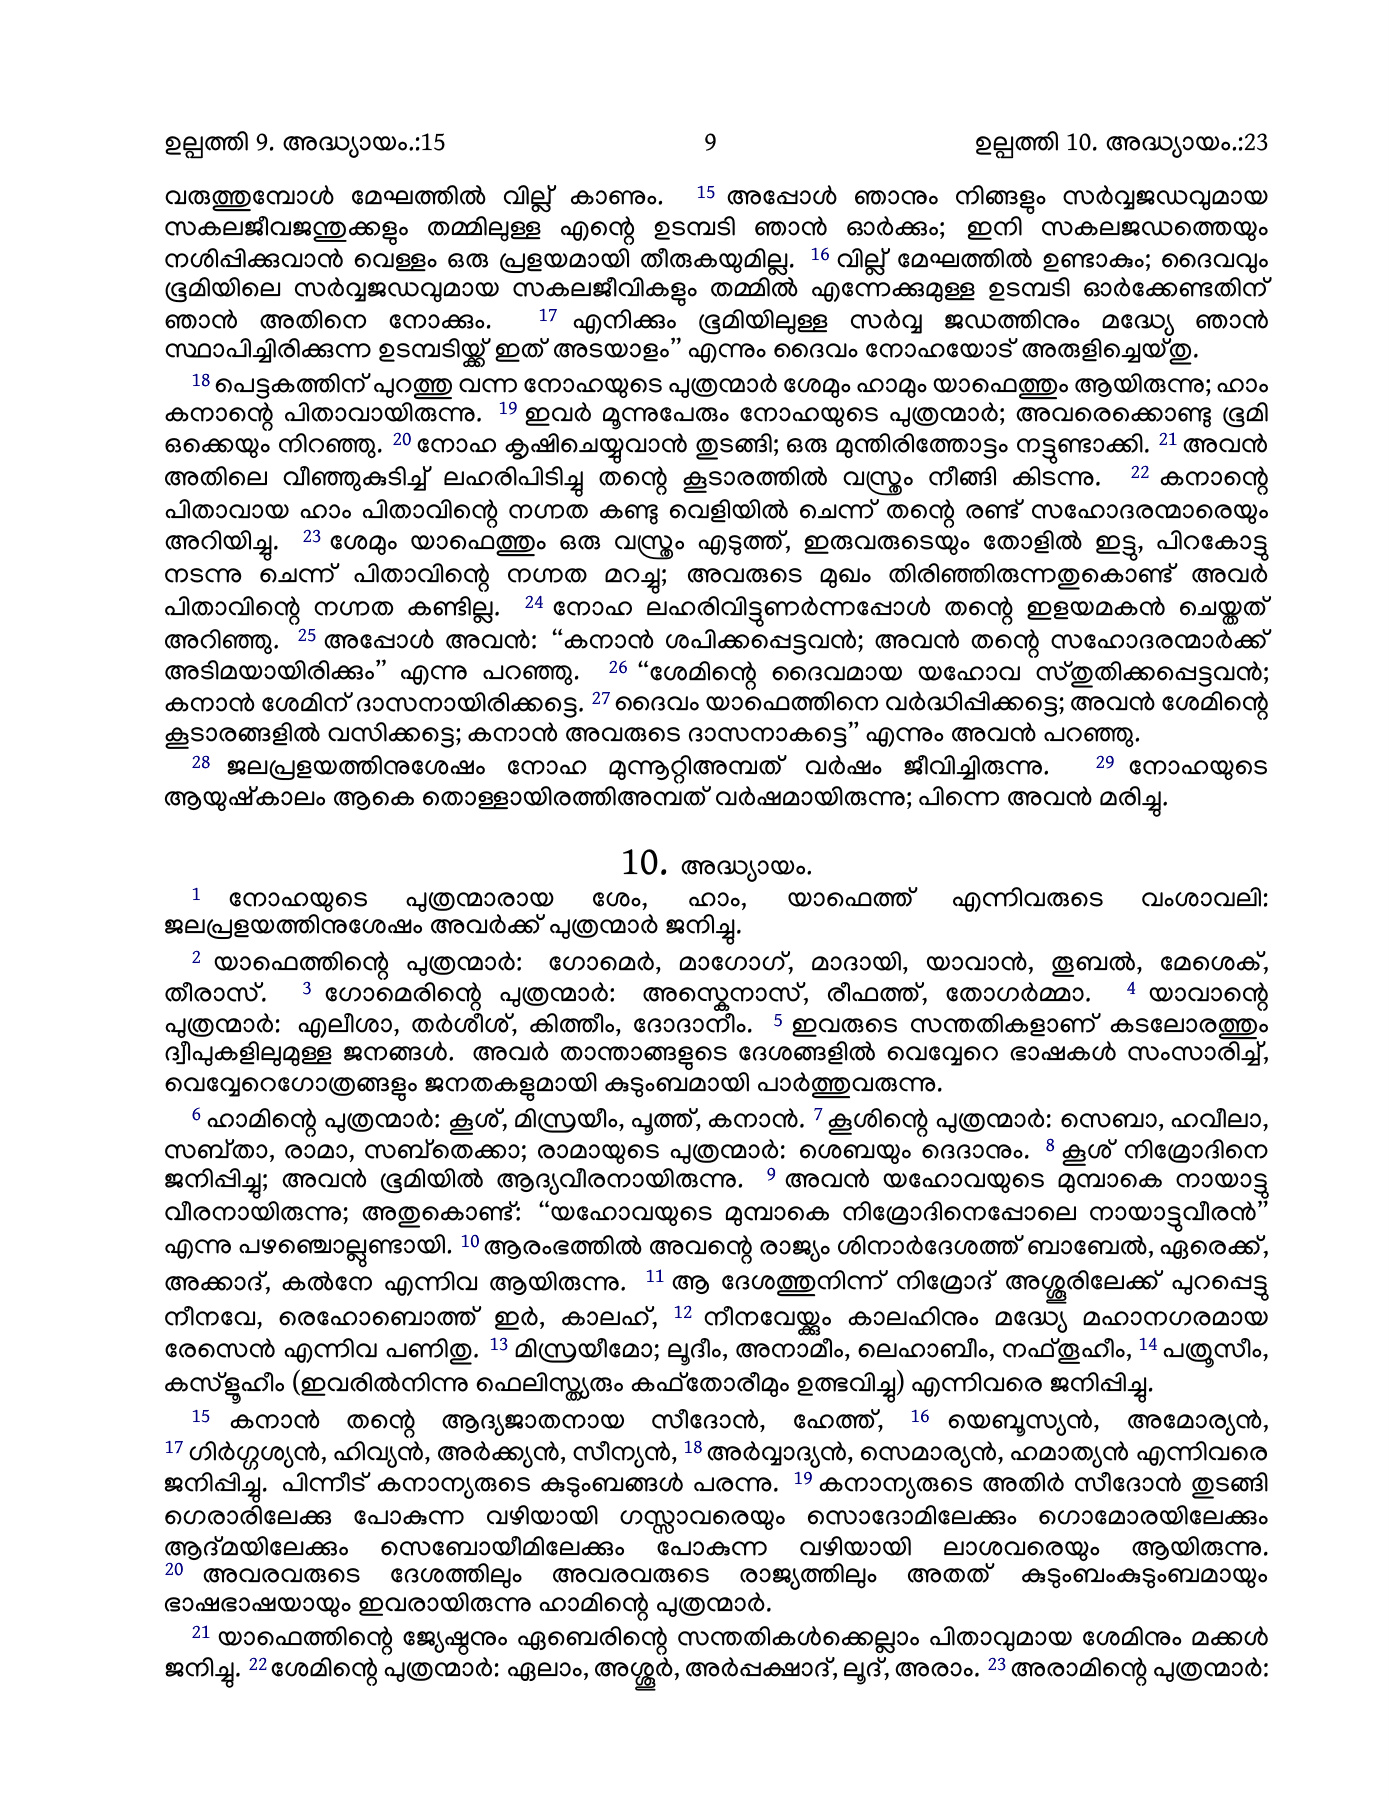 ഉല്പത്തി 9. അദ്ധ്യായം.:15 9 ഉല്പത്തി 10. അദ്ധ്യായം.:23
വരുത്തുമ്പോൾ മേഘത്തിൽ വില്ല് കാണും. 15 അപ്പോൾ ഞാനും നിങ്ങളും സർവ്വജഡവുമായ
സകലജീവജന്തുക്കളും തമ്മിലുള്ള എന്റെ ഉടമ്പടി ഞാൻ ഓർക്കും; ഇനി സകലജഡത്തെയും
നശിപ്പിക്കുവാൻ വെള്ളം ഒരു പ്രളയമായി തീരുകയുമില്ല. 16 വില്ല് മേഘത്തിൽ ഉണ്ടാകും; ദൈവവും
ഭൂമിയിലെ സർവ്വജഡവുമായ സകലജീവികളും തമ്മിൽ എന്നേക്കുമുള്ള ഉടമ്പടി ഓർക്കേണ്ടതിന്
ഞാൻ അതിനെ നോക്കും. 17 എനിക്കും ഭൂമിയിലുള്ള സർവ്വ ജഡത്തിനും മദ്ധ്യേ ഞാൻ
സ്ഥാപിച്ചിരിക്കുന്ന ഉടമ്പടിയ്ക്ക് ഇത് അടയാളം” എന്നും ദൈവം നോഹയോട് അരുളിച്ചെയ്തു.
18 പെട്ടകത്തിന് പുറത്തു വന്ന നോഹയുടെ പുത്രന്മാർ ശേമും ഹാമും യാഫെത്തും ആയിരുന്നു; ഹാം
കനാന്റെ പിതാവായിരുന്നു. 19 ഇവർ മൂന്നുപേരും നോഹയുടെ പുത്രന്മാർ; അവരെക്കൊണ്ടു ഭൂമി
ഒക്കെയും നിറഞ്ഞു. 20 നോഹ കൃഷിചെയ്യുവാൻ തുടങ്ങി; ഒരു മുന്തിരിത്തോട്ടം നട്ടുണ്ടാക്കി. 21 അവൻ
അതിലെ വീഞ്ഞുകുടിച്ച് ലഹരിപിടിച്ചു തന്റെ കൂടാരത്തിൽ വസ്ത്രം നീങ്ങി കിടന്നു. 22 കനാന്റെ
പിതാവായ ഹാം പിതാവിന്റെ നഗ്നത കണ്ടു വെളിയിൽ ചെന്ന് തന്റെ രണ്ട് സഹോദരന്മാരെയും
അറിയിച്ചു. 23 ശേമും യാഫെത്തും ഒരു വസ്ത്രം എടുത്ത്, ഇരുവരുടെയും തോളിൽ ഇട്ടു, പിറകോട്ടു
നടന്നു ചെന്ന് പിതാവിന്റെ നഗ്നത മറച്ചു; അവരുടെ മുഖം തിരിഞ്ഞിരുന്നതുകൊണ്ട് അവർ
പിതാവിന്റെ നഗ്നത കണ്ടില്ല. 24 നോഹ ലഹരിവിട്ടുണർന്നപ്പോൾ തന്റെ ഇളയമകൻ ചെയ്തത്
അറിഞ്ഞു. 25 അപ്പോൾ അവൻ: “കനാൻ ശപിക്കപ്പെട്ടവൻ; അവൻ തന്റെ സഹോദരന്മാർക്ക്
അടിമയായിരിക്കും” എന്നു പറഞ്ഞു. 26 “ശേമിന്റെ ദൈവമായ യഹോവ സ്തുതിക്കപ്പെട്ടവൻ;
കനാൻ ശേമിന് ദാസനായിരിക്കട്ടെ. 27 ദൈവം യാഫെത്തിനെ വർദ്ധിപ്പിക്കട്ടെ; അവൻ ശേമിന്റെ
കൂടാരങ്ങളിൽ വസിക്കട്ടെ; കനാൻ അവരുടെ ദാസനാകട്ടെ” എന്നും അവൻ പറഞ്ഞു.
28 ജലപ്രളയത്തിനുശേഷം നോഹ മുന്നൂറ്റിഅമ്പത് വർഷം ജീവിച്ചിരുന്നു. 29 നോഹയുടെ
ആയുഷ്കാലം ആകെ തൊള്ളായിരത്തിഅമ്പത് വർഷമായിരുന്നു; പിന്നെ അവൻ മരിച്ചു.
10. അദ്ധ്യായം.
1 നോഹയുടെ പുത്രന്മാരായ ശേം, ഹാം, യാഫെത്ത് എന്നിവരുടെ വംശാവലി:
ജലപ്രളയത്തിനുശേഷം അവർക്ക് പുത്രന്മാർ ജനിച്ചു.
2 യാഫെത്തിന്റെ പുത്രന്മാർ: ഗോമെർ, മാഗോഗ്, മാദായി, യാവാൻ, തൂബൽ, മേശെക്,
തീരാസ്. 3 ഗോമെരിന്റെ പുത്രന്മാർ: അസ്കെനാസ്, രീഫത്ത്, തോഗർമ്മാ. 4 യാവാന്റെ
പുത്രന്മാർ: എലീശാ, തർശീശ്, കിത്തീം, ദോദാനീം. 5 ഇവരുടെ സന്തതികളാണ് കടലോരത്തും
ദ്വീപുകളിലുമുള്ള ജനങ്ങൾ. അവർ താന്താങ്ങളുടെ ദേശങ്ങളിൽ വെവ്വേറെ ഭാഷകൾ സംസാരിച്ച്,
വെവ്വേറെഗോത്രങ്ങളും ജനതകളുമായി കുടുംബമായി പാർത്തുവരുന്നു.
6 ഹാമിന്റെ പുത്രന്മാർ: കൂശ്, മിസ്രയീം, പൂത്ത്, കനാൻ. 7 കൂശിന്റെ പുത്രന്മാർ: സെബാ, ഹവീലാ,
സബ്താ, രാമാ, സബ്തെക്കാ; രാമായുടെ പുത്രന്മാർ: ശെബയും ദെദാനും. 8 കൂശ് നിമ്രോദിനെ
ജനിപ്പിച്ചു; അവൻ ഭൂമിയിൽ ആദ്യവീരനായിരുന്നു. 9 അവൻ യഹോവയുടെ മുമ്പാകെ നായാട്ടു
വീരനായിരുന്നു; അതുകൊണ്ട്: “യഹോവയുടെ മുമ്പാകെ നിമ്രോദിനെപ്പോലെ നായാട്ടുവീരൻ”
എന്നു പഴഞ്ചൊല്ലുണ്ടായി. 10 ആരംഭത്തിൽ അവന്റെ രാജ്യം ശിനാർദേശത്ത് ബാബേൽ, ഏരെക്ക്,
അക്കാദ്, കൽനേ എന്നിവ ആയിരുന്നു. 11 ആ ദേശത്തുനിന്ന് നിമ്രോദ് അശ്ശൂരിലേക്ക് പുറപ്പെട്ടു
നീനവേ, രെഹോബൊത്ത് ഇർ, കാലഹ്, 12 നീനവേയ്ക്കും കാലഹിനും മദ്ധ്യേ മഹാനഗരമായ
രേസെൻ എന്നിവ പണിതു. 13 മിസ്രയീമോ; ലൂദീം, അനാമീം, ലെഹാബീം, നഫ്തൂഹീം, 14 പത്രൂസീം,
കസ്ളൂഹീം (ഇവരിൽനിന്നു ഫെലിസ്ത്യരും കഫ്തോരീമും ഉത്ഭവിച്ചു) എന്നിവരെ ജനിപ്പിച്ചു.
15 കനാൻ തന്റെ ആദ്യജാതനായ സീദോൻ, ഹേത്ത്, 16 യെബൂസ്യൻ, അമോര്യൻ,
17 ഗിർഗ്ഗശ്യൻ, ഹിവ്യൻ, അർക്ക്യൻ, സീന്യൻ, 18 അർവ്വാദ്യൻ, സെമാര്യൻ, ഹമാത്യൻ എന്നിവരെ
ജനിപ്പിച്ചു. പിന്നീട് കനാന്യരുടെ കുടുംബങ്ങൾ പരന്നു. 19 കനാന്യരുടെ അതിർ സീദോൻ തുടങ്ങി
ഗെരാരിലേക്കു പോകുന്ന വഴിയായി ഗസ്സാവരെയും സൊദോമിലേക്കും ഗൊമോരയിലേക്കും
ആദ്മയിലേക്കും സെബോയീമിലേക്കും പോകുന്ന വഴിയായി ലാശവരെയും ആയിരുന്നു.
20 അവരവരുടെ ദേശത്തിലും അവരവരുടെ രാജ്യത്തിലും അതത് കുടുംബംകുടുംബമായും
ഭാഷഭാഷയായും ഇവരായിരുന്നു ഹാമിന്റെ പുത്രന്മാർ.
21 യാഫെത്തിന്റെ ജ്യേഷ്ഠനും ഏബെരിന്റെ സന്തതികൾക്കെല്ലാം പിതാവുമായ ശേമിനും മക്കൾ
ജനിച്ചു. 22 ശേമിന്റെ പുത്രന്മാർ: ഏലാം, അശ്ശൂർ, അർപ്പക്ഷാദ്, ലൂദ്, അരാം. 23 അരാമിന്റെ പുത്രന്മാർ: